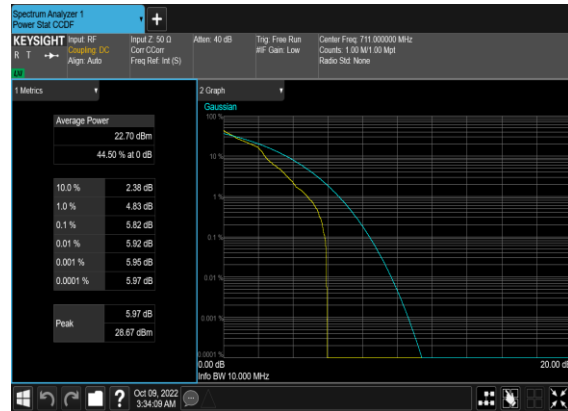 Spectrum Analyzer 1
Power Stat CCDF
+
KEYSIGHT
R T
LXI
Input: RF
Coupling: DC
Align: Auto
Input Z: 50 Ω
Corr CCorr
Freq Ref: Int (S)
Atten: 40 dB
Trig: Free Run
#IF Gain: Low
Center Freq: 711.000000 MHz
Counts: 1.00 M/1.00 Mpt
Radio Std: None
1 Metrics
Average Power
22.70 dBm
44.50 % at 0 dB
10.0 % 2.38 dB
1.0 % 4.83 dB
0.1 % 5.82 dB
0.01 % 5.92 dB
0.001 % 5.95 dB
0.0001 % 5.97 dB
Peak
5.97 dB
28.67 dBm
2 Graph
Gaussian
100 %
10 %
1 %
0.1 %
0.01 %
0.001 %
0.0001 %
0.00 dB 20.00 dB
Info BW 10.000 MHz
?
Oct 09, 2022
3:34:09 AM